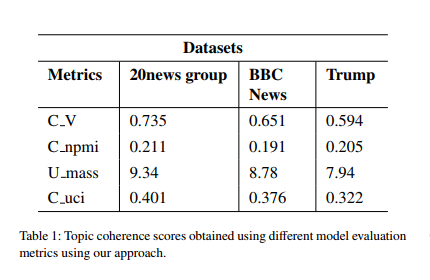 Datasets
Metrics 20news group BBC News Trump
C_V 0.735 0.651 0.594
C_npmi 0.211 0.191 0.205
U_mass 9.34 8.78 7.94
C_uci 0.401 0.376 0.322
Table 1: Topic coherence scores obtained using different model evaluation
metrics using our approach.